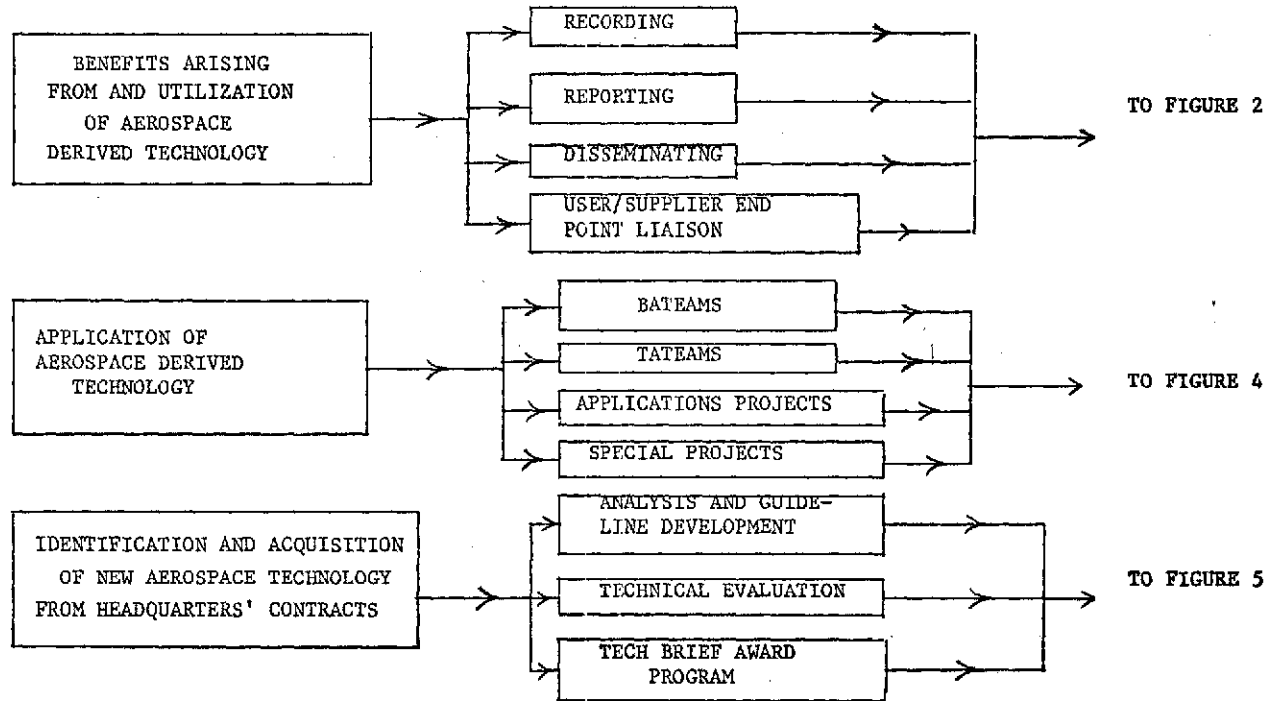 BENEFITS ARISING
FROM AND UTILIZATION
OF AEROSPACE
DERIVED TECHNOLOGY
RECORDING
REPORTING
DISSEMINATING
USER/SUPPLIER END
POINT LIAISON
TO FIGURE 2
APPLICATION OF
AEROSPACE DERIVED
TECHNOLOGY
BATEAMS
TATEAMS
APPLICATIONS PROJECTS
SPECIAL PROJECTS
TO FIGURE 4
IDENTIFICATION AND ACQUISITION
OF NEW AEROSPACE TECHNOLOGY
FROM HEADQUARTERS' CONTRACTS
ANALYSIS AND GUIDE-
LINE DEVELOPMENT
TECHNICAL EVALUATION
TECH BRIEF AWARD
PROGRAM
TO FIGURE 5